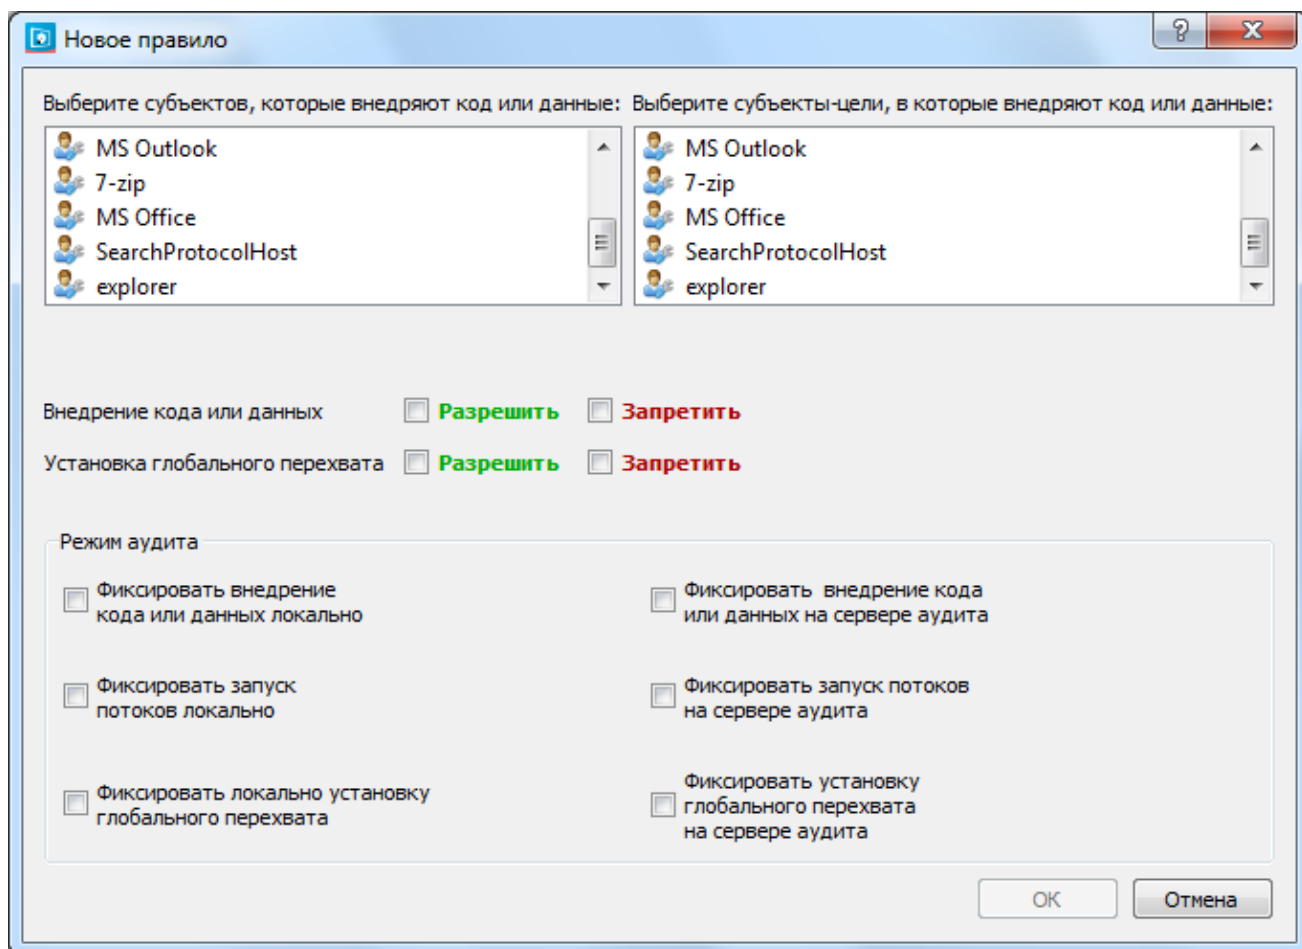 Новое правило
Выберите субъектов, которые внедряют код или данные:
MS Outlook
7-zip
MS Office
SearchProtocolHost
explorer
Выберите субъекты-цели, в которые внедряют код или данные:
MS Outlook
7-zip
MS Office
SearchProtocolHost
explorer
Внедрение кода или данных Разрешить Запретить
Установка глобального перехвата Разрешить Запретить
Режим аудита
Фиксировать внедрение
кода или данных локально
Фиксировать внедрение кода
или данных на сервере аудита
Фиксировать запуск
потоков локально
Фиксировать запуск потоков
на сервере аудита
Фиксировать локально установку
глобального перехвата
Фиксировать установку
глобального перехвата
на сервере аудита
OK Отмена